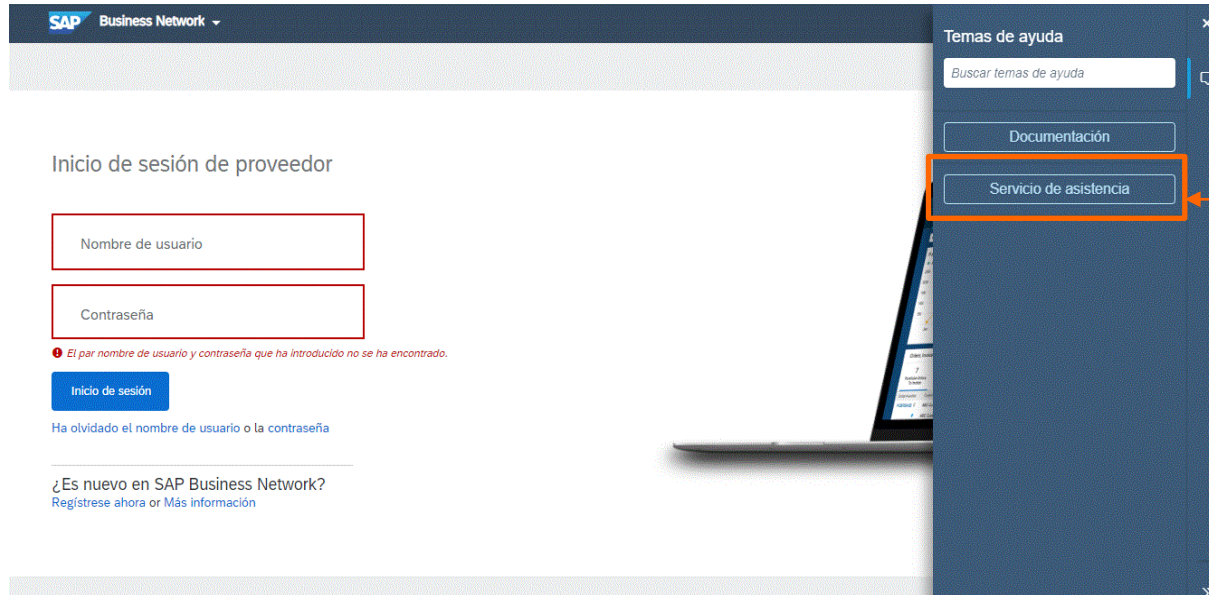 SAP Business Network
Temas de ayuda
Buscar temas de ayuda
Documentación
Servicio de asistencia
Inicio de sesión de proveedor
Nombre de usuario
Contraseña
El par nombre de usuario y contraseña que ha introducido no se ha encontrado.
Inicio de sesión
Ha olvidado el nombre de usuario o la contraseña
¿Es nuevo en SAP Business Network?
Regístrese ahora or Más información